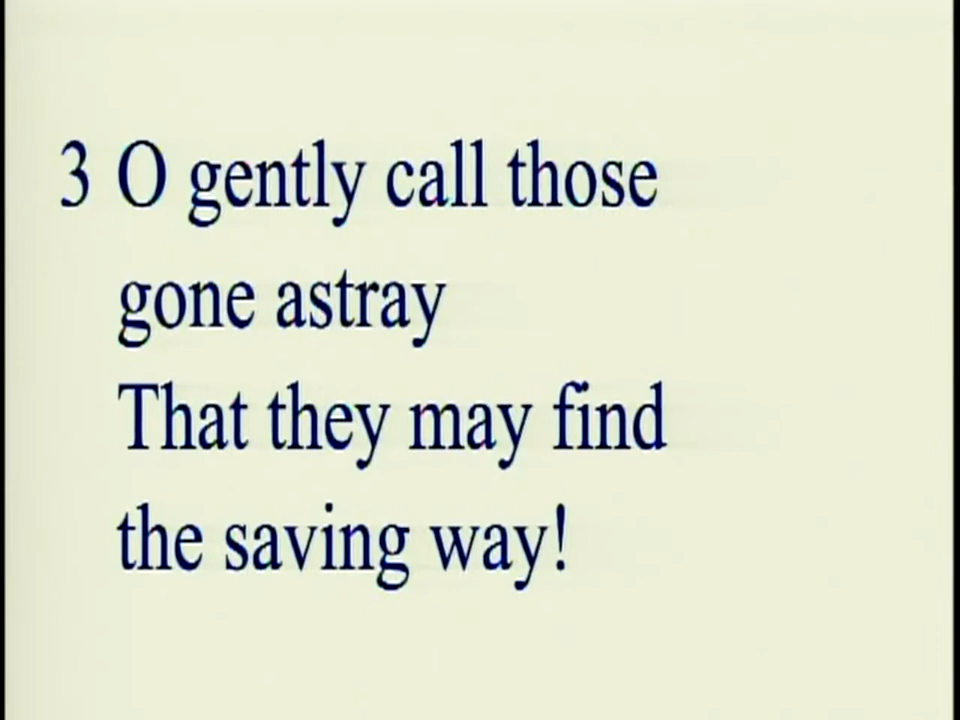 3 O gently call those
gone astray
That they may find
the saving way!